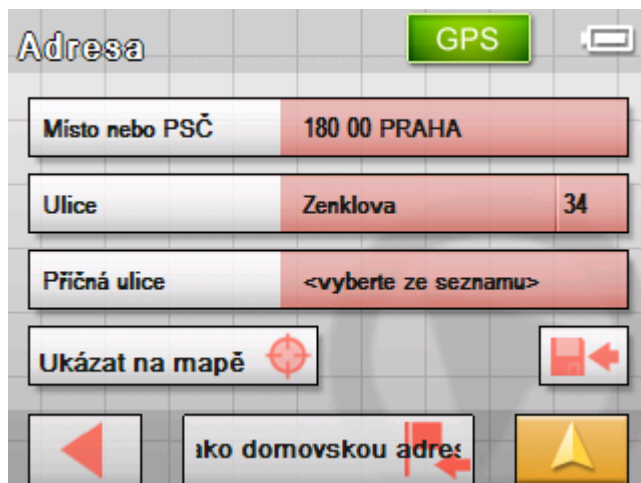 Adresa GPS
Místo nebo PSČ 180 00 PRAHA
Ulice Zenklova 34
Příčná ulice <vyberte ze seznamu>
Ukázat na mapě
ako domovskou adres